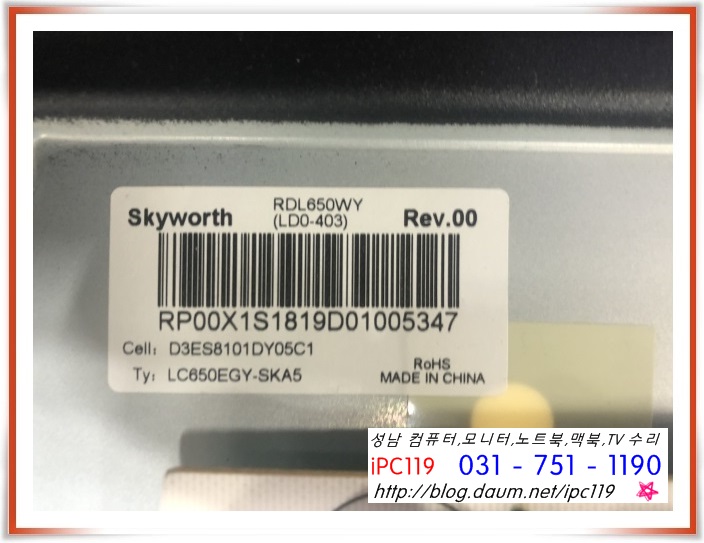 Skyworth
RDL650WY
(LD0-403)
Rev.00
RP00X1S1819D01005347
Cell: D3ES8101DY05C1
Ty: LC650EGY-SKA5
RoHS
MADE IN CHINA
성남 컴퓨터,모니터,노트북,맥북,TV 수리
iPC119 031 - 751 - 1190
http://blog.daum.net/ipc119